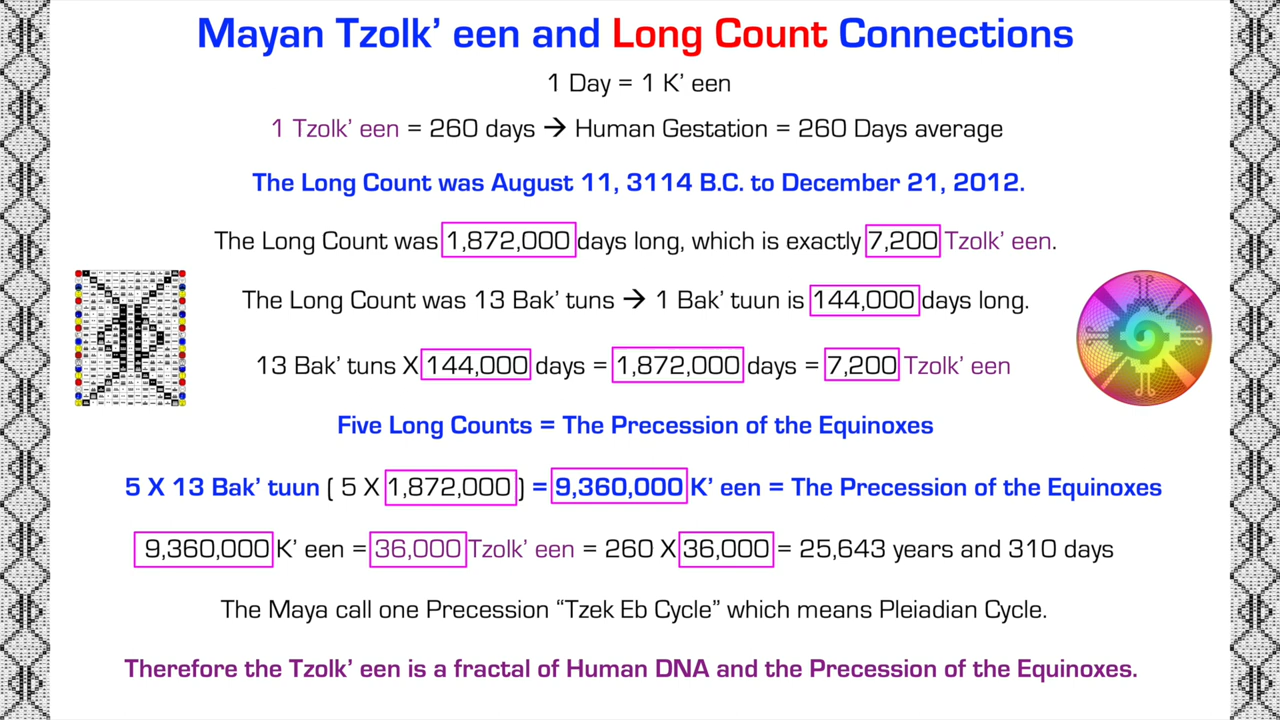 Mayan Tzolk' een and Long Count Connections
1 Day = 1 K' een
1 Tzolk' een = 260 days → Human Gestation = 260 Days average
The Long Count was August 11, 3114 B.C. to December 21, 2012.
The Long Count was 1,872,000 days long, which is exactly 7,200 Tzolk' een.
The Long Count was 13 Bak' tuns → 1 Bak' tuun is 144,000 days long.
13 Bak' tuns X 144,000 days = 1,872,000 days = 7,200 Tzolk' een
Five Long Counts = The Precession of the Equinoxes
5 X 13 Bak' tuun ( 5 X 1,872,000 ) = 9,360,000 K' een = The Precession of the Equinoxes
9,360,000 K' een = 36,000 Tzolk' een = 260 X 36,000 = 25,643 years and 310 days
The Maya call one Precession “Tzek Eb Cycle” which means Pleiadian Cycle.
Therefore the Tzolk' een is a fractal of Human DNA and the Precession of the Equinoxes.